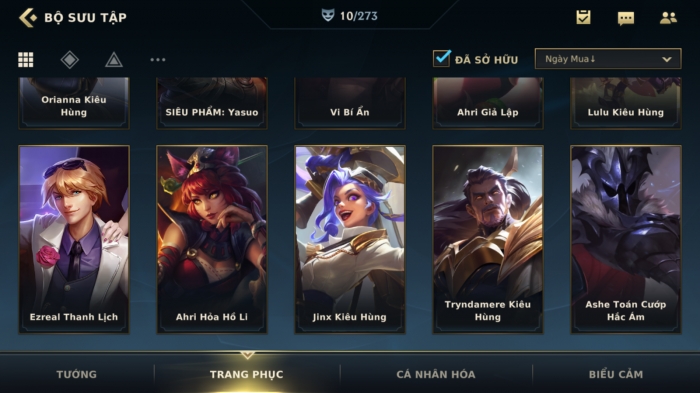 BỘ SƯU TẬP
10/273
ĐÃ SỞ HỮU
Ngày Mua↓
Orianna Kiêu
Hùng
SIÊU PHẨM: Yasuo
Vi Bí Ẩn
Ahri Giả Lập
Lulu Kiêu Hùng
Ezreal Thanh Lịch
Ahri Hỏa Hồ Li
Jinx Kiêu Hùng
Tryndamere Kiêu
Hùng
Ashe Toán Cướp
Hắc Ám
TƯỚNG
TRANG PHỤC
CÁ NHÂN HÓA
BIỂU CẢM